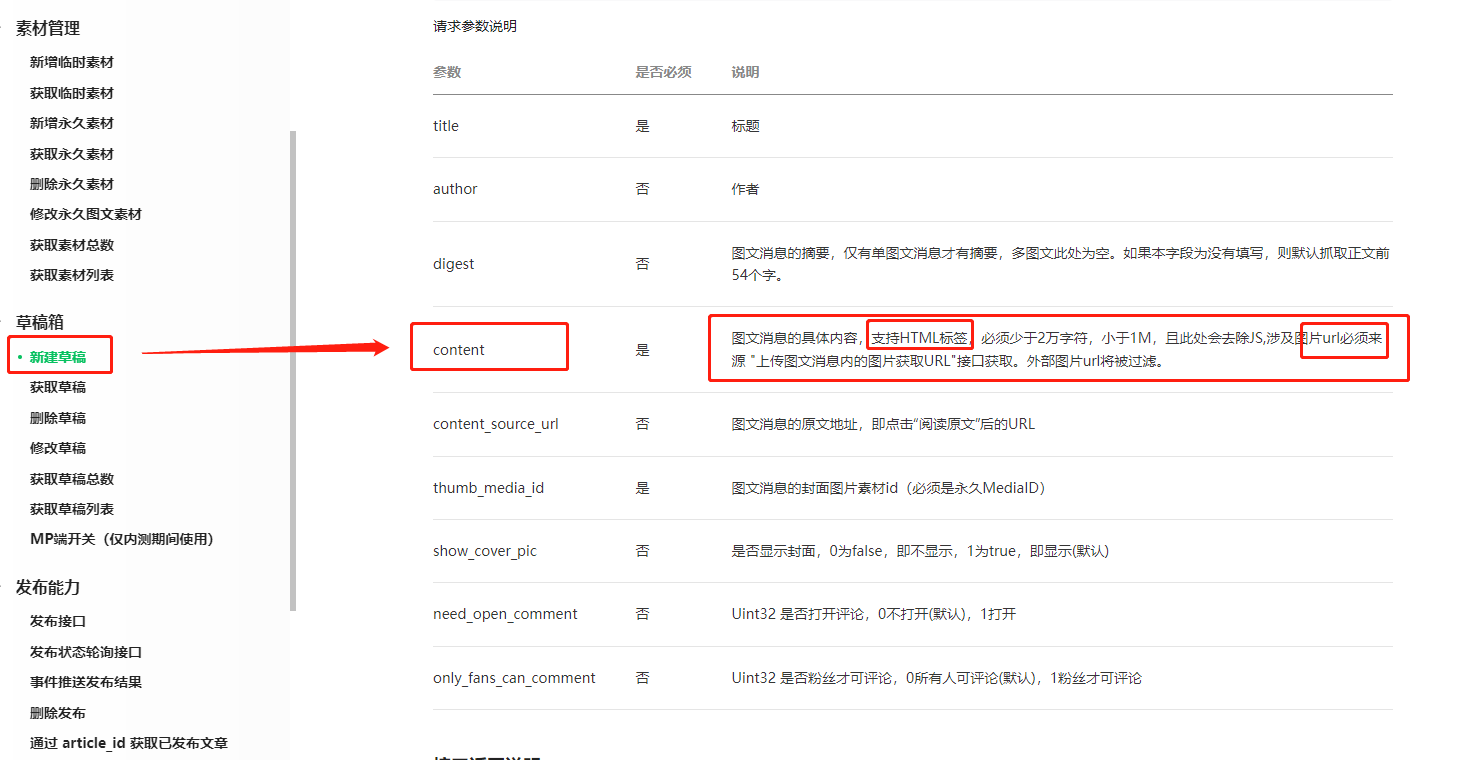 素材管理
新增临时素材
获取临时素材
新增永久素材
获取永久素材
删除永久素材
修改永久图文素材
获取素材总数
获取素材列表
草稿箱
新建草稿
获取草稿
删除草稿
修改草稿
获取草稿总数
获取草稿列表
MP端开关（仅内测期间使用）
发布能力
发布接口
发布状态轮询接口
事件推送发布结果
删除发布
通过 article_id 获取已发布文章
请求参数说明
参数 是否必须 说明
title 是 标题
author 否 作者
digest 否 图文消息的摘要，仅有单图文消息才有摘要，多图文此处为空。如果本字段为没有填写，则默认抓取正文前
54个字。
content 是 图文消息的具体内容，支持HTML标签，必须少于2万字符，小于1M，且此处会去除JS,涉及图片url必须来
源 "上传图文消息内的图片获取URL"接口获取。外部图片url将被过滤。
content_source_url 否 图文消息的原文地址，即点击“阅读原文”后的URL
thumb_media_id 是 图文消息的封面图片素材id（必须是永久MediaID）
show_cover_pic 否 是否显示封面，0为false，即不显示，1为true，即显示(默认)
need_open_comment 否 Uint32 是否打开评论，0不打开(默认)，1打开
only_fans_can_comment 否 Uint32 是否粉丝才可评论，0所有人可评论(默认)，1粉丝才可评论